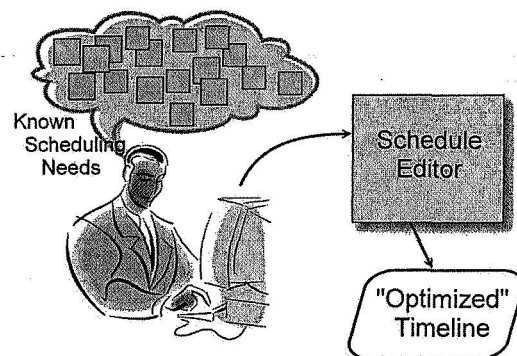 Known
Scheduling
Needs
Schedule
Editor
"Optimized"
Timeline